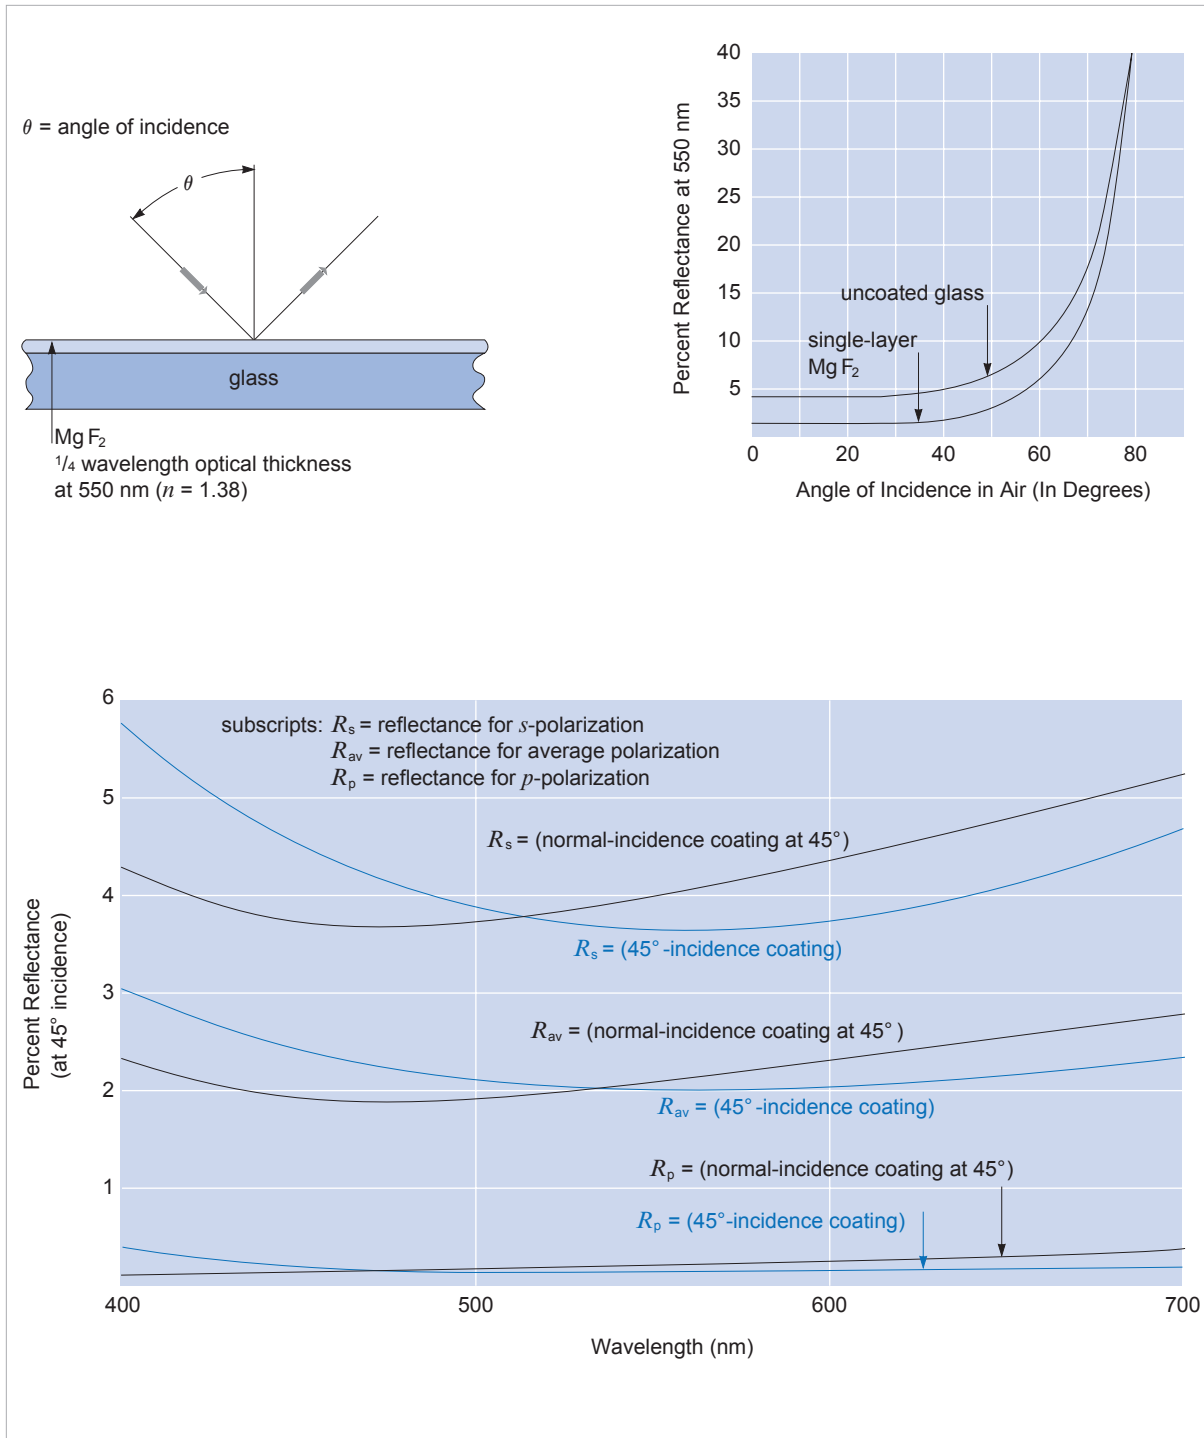 θ = angle of incidence
θ
glass
Mg F₂
1/4 wavelength optical thickness
at 550 nm (n = 1.38)
Percent Reflectance at 550 nm
40
35
30
25
20
15
10
5
uncoated glass
single-layer
Mg F₂
0 20 40 60 80
Angle of Incidence in Air (In Degrees)
Percent Reflectance
(at 45° incidence)
6
5
4
3
2
1
subscripts: Rs = reflectance for s-polarization
Rav = reflectance for average polarization
Rp = reflectance for p-polarization
Rs = (normal-incidence coating at 45°)
Rs = (45°-incidence coating)
Rav = (normal-incidence coating at 45°)
Rav = (45°-incidence coating)
Rp = (normal-incidence coating at 45°)
Rp = (45°-incidence coating)
400 500 600 700
Wavelength (nm)